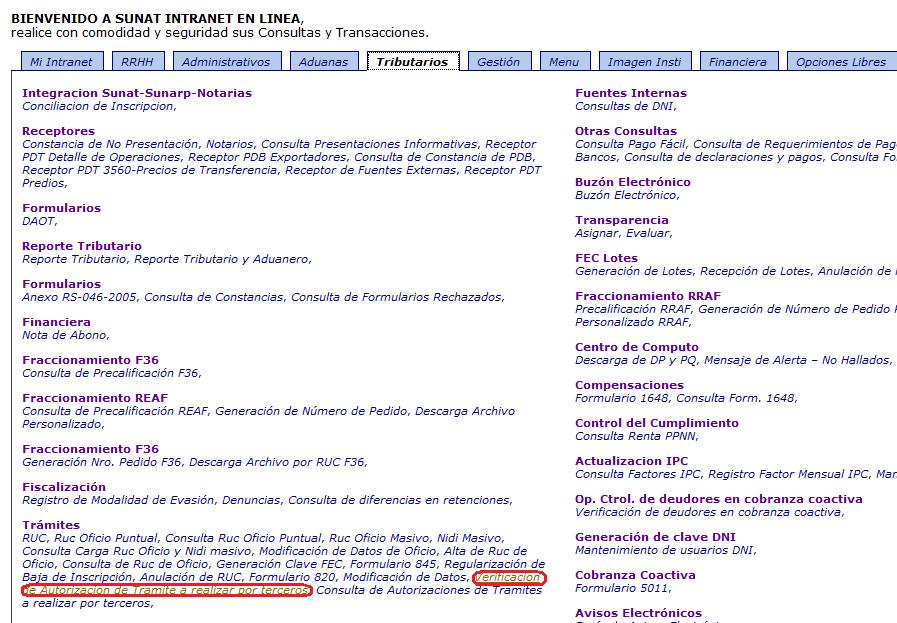 BIENVENIDO A SUNAT INTRANET EN LINEA,
realice con comodidad y seguridad sus Consultas y Transacciones.
Mi Intranet RRHH Administrativos Aduanas Tributarios Gestión Menu Imagen Insti Financiera Opciones Libres
Integracion Sunat-Sunarp-Notarias
Conciliacion de Inscripcion,
Receptores
Constancia de No Presentación, Notarios, Consulta Presentaciones Informativas, Receptor
PDT Detalle de Operaciones, Receptor PDB Exportadores, Consulta de Constancia de PDB,
Receptor PDT 3560-Precios de Transferencia, Receptor de Fuentes Externas, Receptor PDT
Predios,
Formularios
DAOT,
Reporte Tributario
Reporte Tributario, Reporte Tributario y Aduanero,
Formularios
Anexo RS-046-2005, Consulta de Constancias, Consulta de Formularios Rechazados,
Financiera
Nota de Abono,
Fraccionamiento F36
Consulta de Precalificación F36,
Fraccionamiento REAF
Consulta de Precalificación REAF, Generación de Número de Pedido, Descarga Archivo
Personalizado,
Fraccionamiento F36
Generación Nro. Pedido F36, Descarga Archivo por RUC F36,
Fiscalización
Registro de Modalidad de Evasión, Denuncias, Consulta de diferencias en retenciones,
Trámites
RUC, Ruc Oficio Puntual, Consulta Ruc Oficio Puntual, Ruc Oficio Masivo, Nidi Masivo,
Consulta Carga Ruc Oficio y Nidi masivo, Modificación de Datos de Oficio, Alta de Ruc de
Oficio, Consulta de Ruc de Oficio, Generación Clave FEC, Formulario 845, Regularización de
Baja de Inscripción, Anulación de RUC, Formulario 820, Modificación de Datos, Verificacion
de Autorizacion de Tramite a realizar por terceros, Consulta de Autorizaciones de Tramites
a realizar por terceros,
Fuentes Internas
Consultas de DNI,
Otras Consultas
Consulta Pago Fácil, Consulta de Requerimientos de Pag
Bancos, Consulta de declaraciones y pagos, Consulta Fo
Buzón Electrónico
Buzón Electrónico,
Transparencia
Asignar, Evaluar,
FEC Lotes
Generación de Lotes, Recepción de Lotes, Anulación de
Fraccionamiento RRAF
Precalificación RRAF, Generación de Número de Pedido
Personalizado RRAF,
Centro de Computo
Descarga de DP y PQ, Mensaje de Alerta – No Hallados,
Compensaciones
Formulario 1648, Consulta Form. 1648,
Control del Cumplimiento
Consulta Renta PPNN,
Actualizacion IPC
Consulta Factores IPC, Registro Factor Mensual IPC, Man
Op. Ctrol. de deudores en cobranza coactiva
Verificación de deudores en cobranza coactiva,
Generación de clave DNI
Mantenimiento de usuarios DNI,
Cobranza Coactiva
Formulario 5011,
Avisos Electrónicos